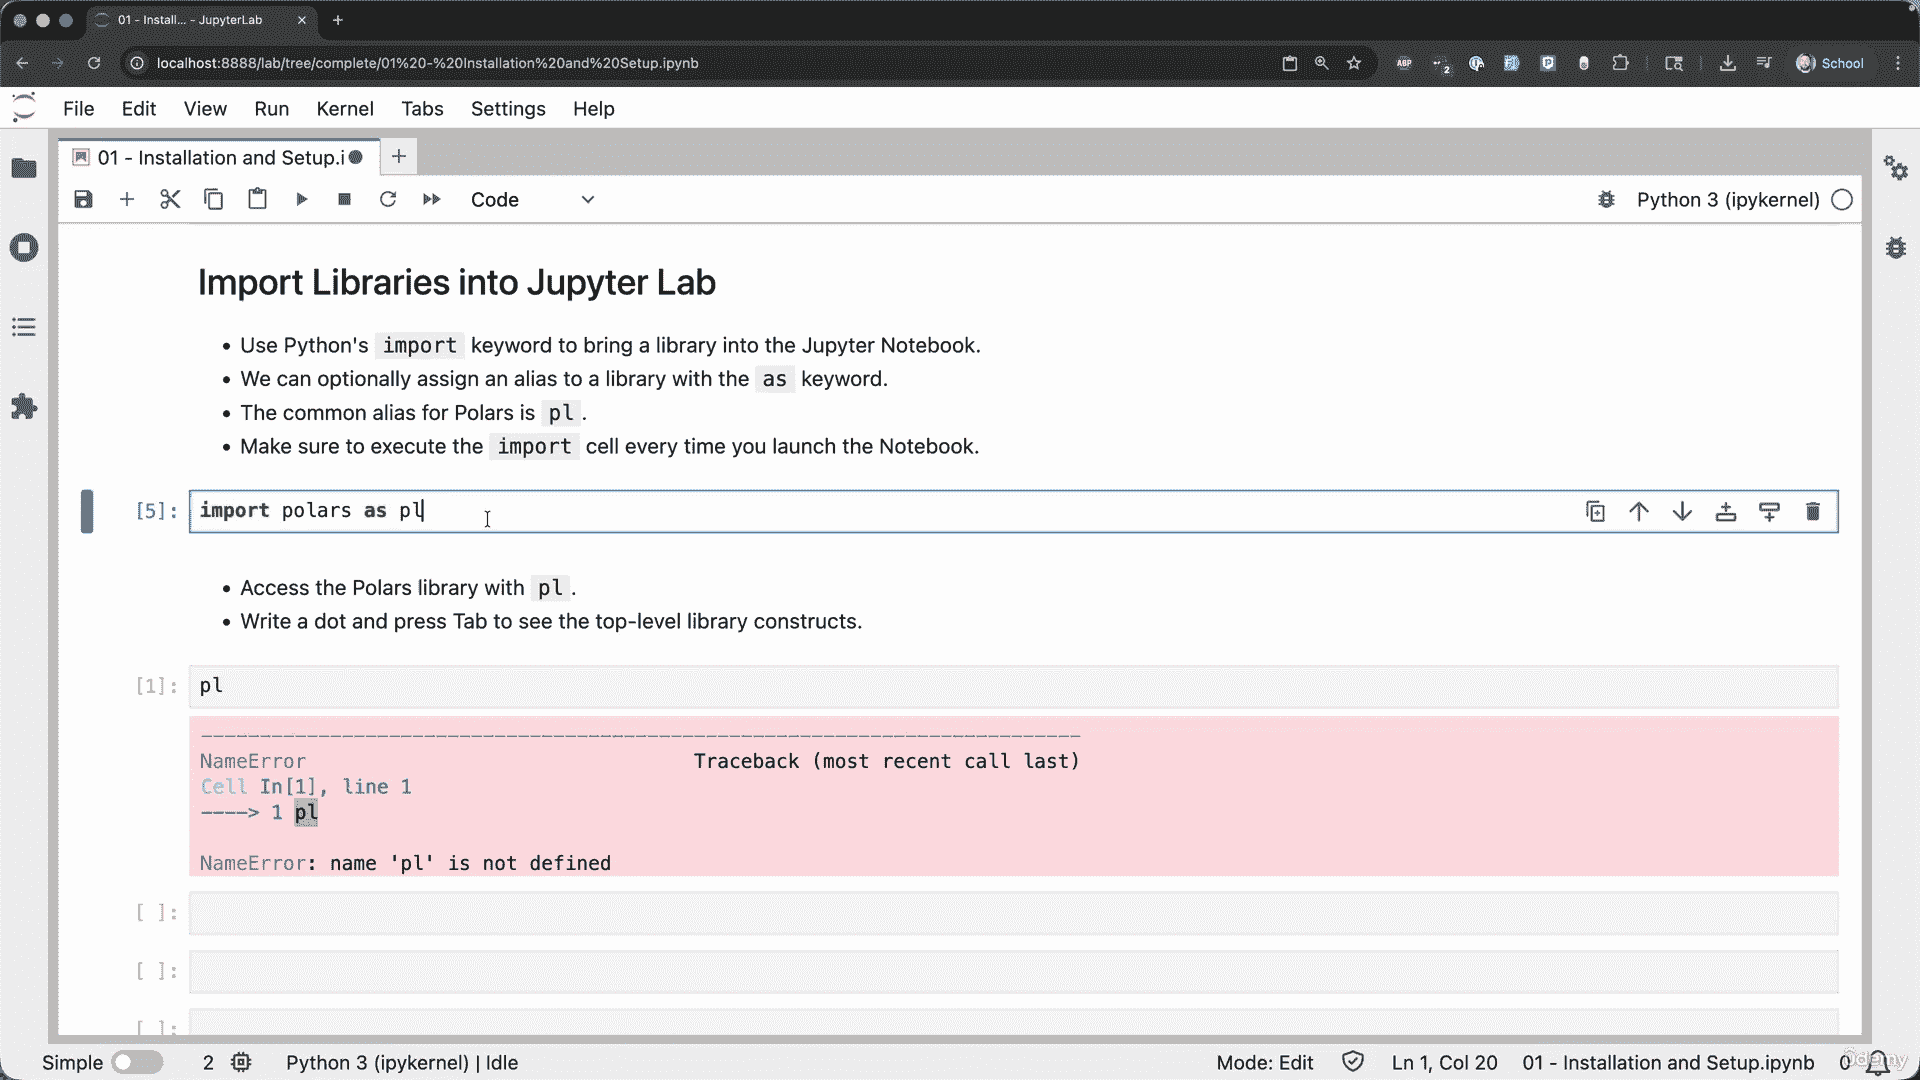 01 - Install... - JupyterLab
localhost:8888/lab/tree/complete/01%20-%20Installation%20and%20Setup.ipynb
ABP
2
School
File Edit View Run Kernel Tabs Settings Help
01 - Installation and Setup.i
Code
Python 3 (ipykernel)
Import Libraries into Jupyter Lab
• Use Python's import keyword to bring a library into the Jupyter Notebook.
• We can optionally assign an alias to a library with the as keyword.
• The common alias for Polars is pl.
• Make sure to execute the import cell every time you launch the Notebook.
[5]: import polars as pl
• Access the Polars library with pl.
• Write a dot and press Tab to see the top-level library constructs.
[1]: pl
---------------------------------------------------------------------------
NameError Traceback (most recent call last)
Cell In[1], line 1
----> 1 pl
NameError: name 'pl' is not defined
[ ]:
[ ]:
[ ]:
Simple 2 Python 3 (ipykernel) | Idle Mode: Edit Ln 1, Col 20 01 - Installation and Setup.ipynb 0
Udemy